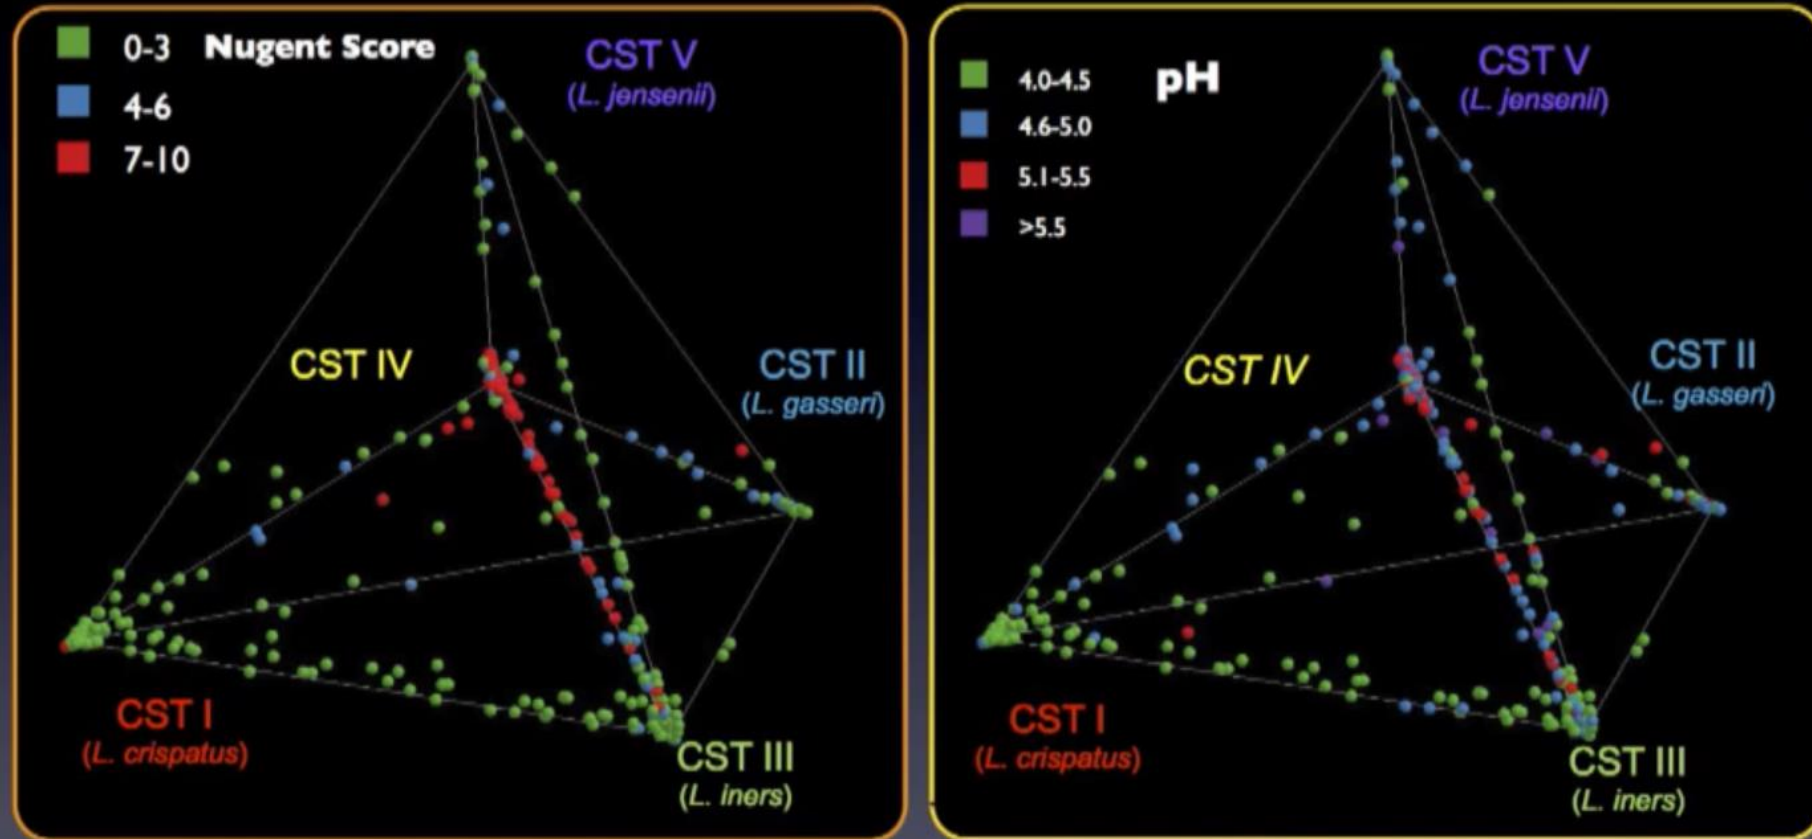 0-3 Nugent Score
4-6
7-10
CST V
(L. jensenii)
CST IV
CST II
(L. gasseri)
CST I
(L. crispatus)
CST III
(L. iners)
pH
4.0-4.5
4.6-5.0
5.1-5.5
>5.5
CST V
(L. jensenii)
CST IV
CST II
(L. gasseri)
CST I
(L. crispatus)
CST III
(L. iners)